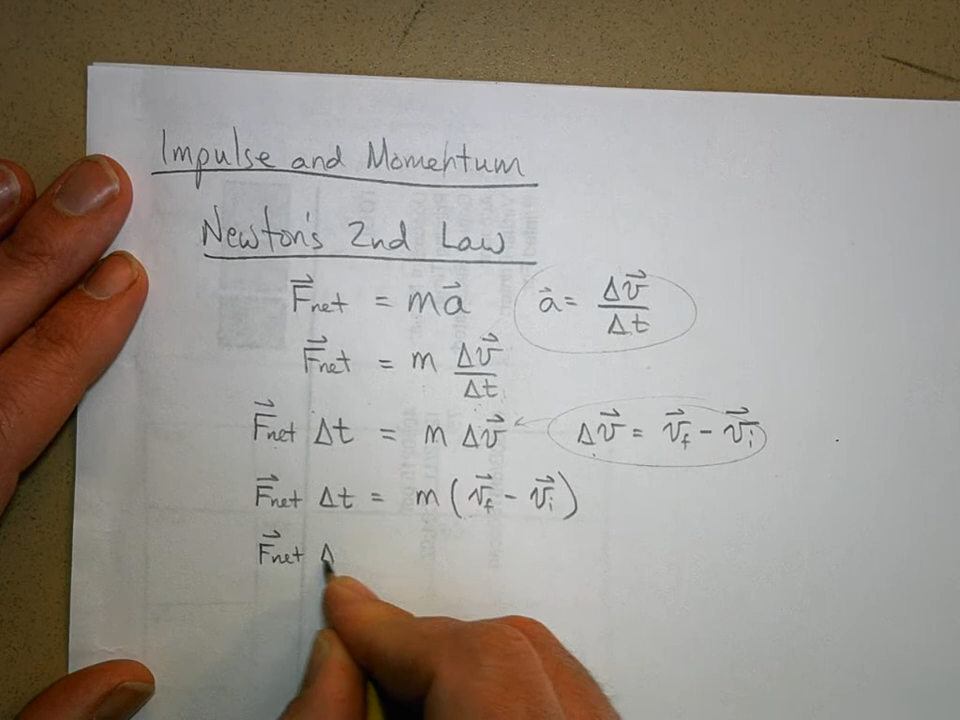 Impulse and Momentum
Newton's 2nd Law
F⃗net = ma⃗ a⃗ = Δv⃗/Δt
F⃗net = m Δv⃗/Δt
F⃗net Δt = m Δv⃗ ← Δv⃗ = v⃗f - v⃗i
F⃗net Δt = m(v⃗f - v⃗i)
F⃗net Δ